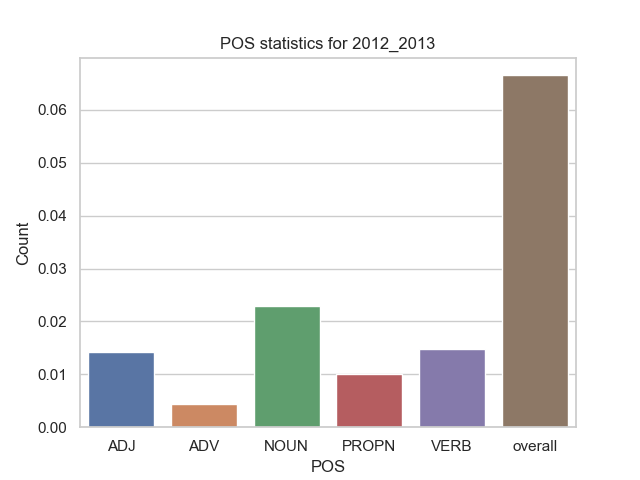 POS statistics for 2012_2013
Count
0.06
0.05
0.04
0.03
0.02
0.01
0.00
ADJ ADV NOUN PROPN VERB overall
POS